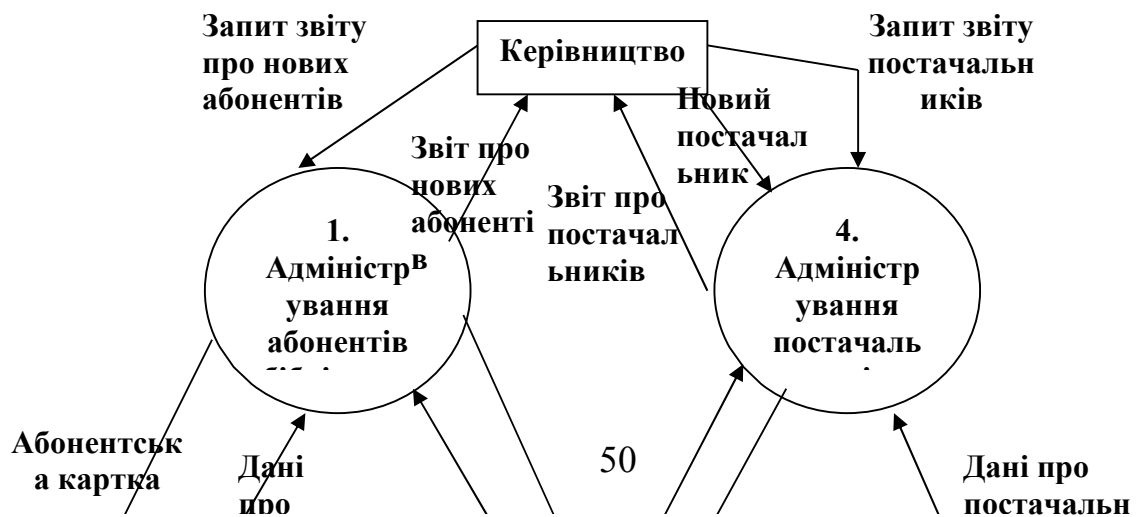 Запит звіту
про нових
абонентів
Керівництво
Запит звіту
постачальн
иків
Новий
постачал
ьник
Звіт про
нових
абоненті
в
Звіт про
постачал
ьників
1.
Адміністр
ування
абонентів
4.
Адміністр
ування
постачаль
Абонентськ
а картка
Дані
про
50
Дані про
постачальн